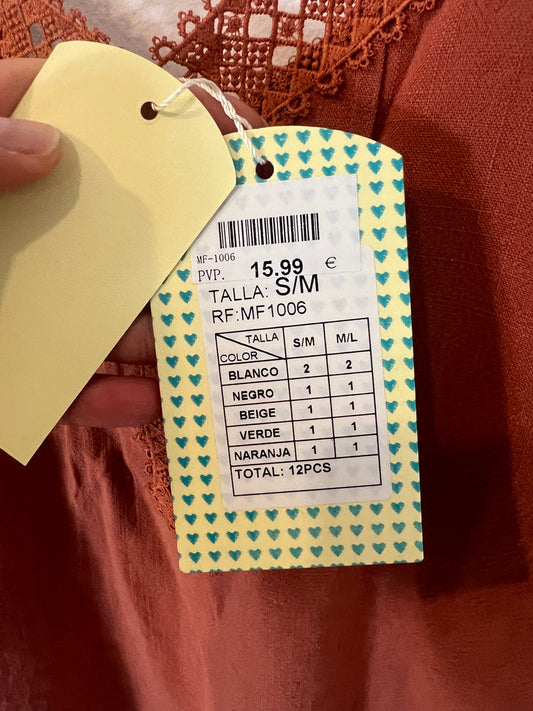 MF-1006
PVP. 15.99 €
TALLA: S/M
RF:MF1006
TALLA COLOR S/M M/L
BLANCO 2 2
NEGRO 1 1
BEIGE 1 1
VERDE 1 1
NARANJA 1 1
TOTAL: 12PCS